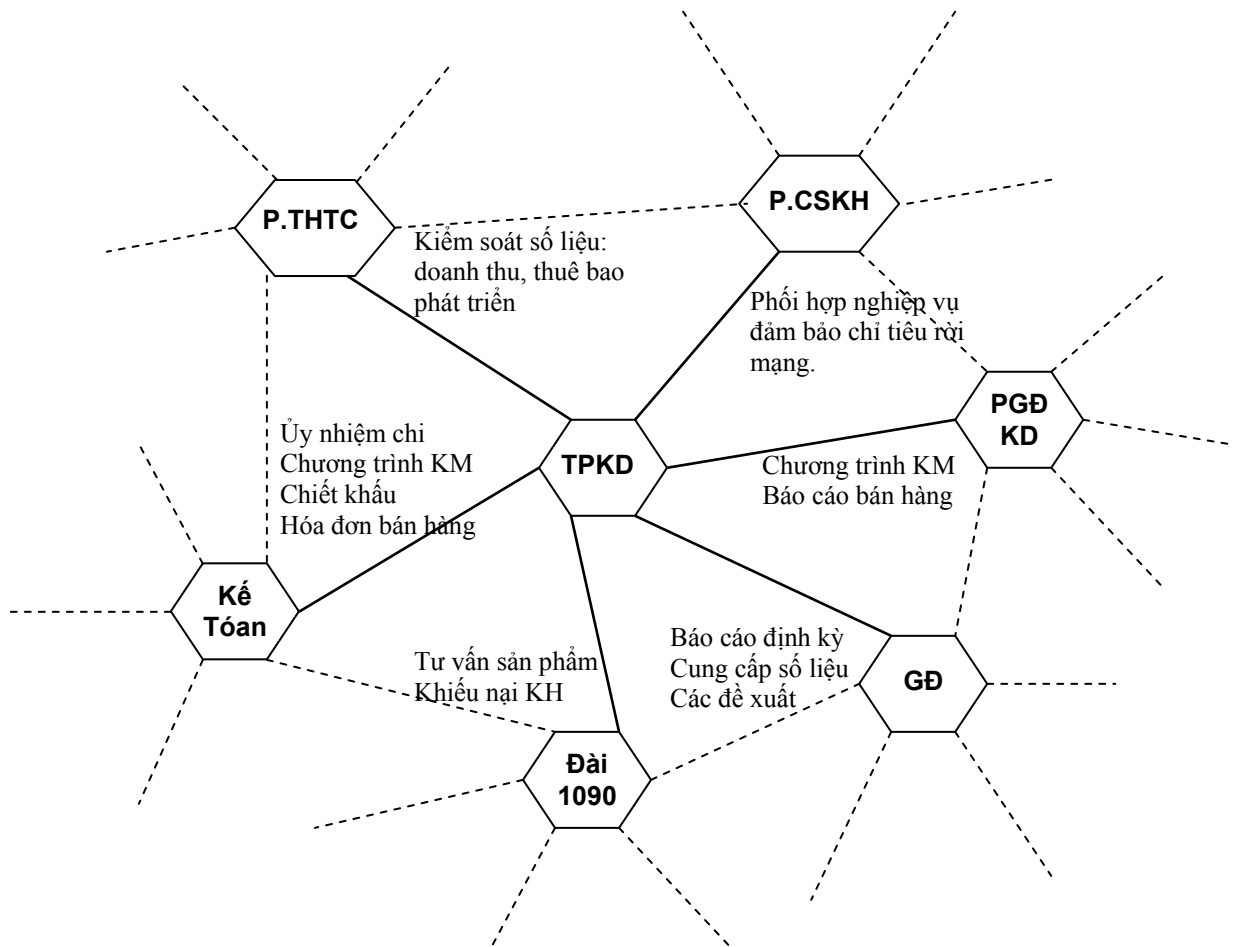 P.CSKH
P.THTC
Kiểm soát số liệu:
doanh thu, thuê bao
phát triển
Phối hợp nghiệp vụ
đảm bảo chỉ tiêu rời
mạng.
PGĐ
KD
Ủy nhiệm chi
Chương trình KM
Chiết khấu
Hóa đơn bán hàng
TPKD
Chương trình KM
Báo cáo bán hàng
Kế
Tóan
Tư vấn sản phẩm
Khiếu nại KH
Báo cáo định kỳ
Cung cấp số liệu
Các đề xuất
GĐ
Đài
1090